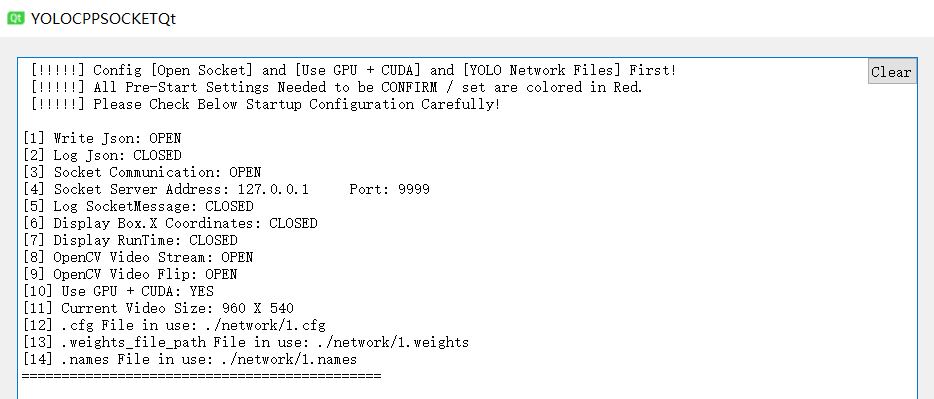 Qt YOLOCPPSOCKETQt
[!!!!!] Config [Open Socket] and [Use GPU + CUDA] and [YOLO Network Files] First!
Clear
[!!!!!] All Pre-Start Settings Needed to be CONFIRM / set are colored in Red.
[!!!!!] Please Check Below Startup Configuration Carefully!
[1] Write Json: OPEN
[2] Log Json: CLOSED
[3] Socket Communication: OPEN
[4] Socket Server Address: 127.0.0.1     Port: 9999
[5] Log SocketMessage: CLOSED
[6] Display Box.X Coordinates: CLOSED
[7] Display RunTime: CLOSED
[8] OpenCV Video Stream: OPEN
[9] OpenCV Video Flip: OPEN
[10] Use GPU + CUDA: YES
[11] Current Video Size: 960 X 540
[12] .cfg File in use: ./network/1.cfg
[13] .weights_file_path File in use: ./network/1.weights
[14] .names File in use: ./network/1.names
=============================================